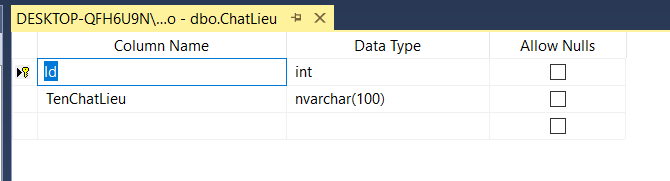 DESKTOP-QFH6U9N\...o - dbo.ChatLieu
Column Name Data Type Allow Nulls
Id int
TenChatLieu nvarchar(100)